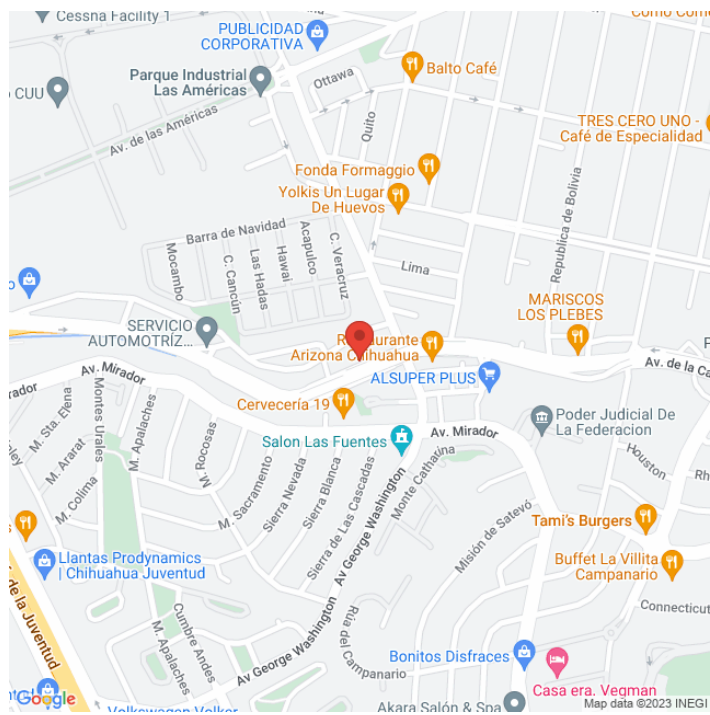 Cessna Facility 1
PUBLICIDAD
CORPORATIVA
Como Como
Balto Café
Ottawa
Parque Industrial
Las Américas
CUU
Av. de las Américas
Quito
TRES CERO UNO -
Café de Especialidad
Fonda Formaggio
Yolkis Un Lugar
De Huevos
Republica de Bolivia
Barra de Navidad
Acapulco
C. Veracruz
Hawai
Las Hadas
C. Cancún
Mocambo
Lima
MARISCOS
LOS PLEBES
SERVICIO
AUTOMOTRÍZ...
Arizona Chihuahua
Av. de la Ca
ALSUPER PLUS
Av. Mirador
Cervecería 19
Poder Judicial De
La Federacion
Salon Las Fuentes
Av. Mirador
M. Sta. Elena
Montes Urales
M. Apalaches
M. Rocosas
M. Ararat
M. Colima
M. Sacramento
Sierra Nevada
Sierra Blanca
Sierra de Las Cascadas
Av George Washington
Monte Cathaina
Houston
Misión de Satevó
Tami's Burgers
Llantas Prodynamics
| Chihuahua Juventud
Buffet La Villita
Campanario
Connecticut
de la Juventud
Cumbre Andes
M. Apalaches
Av George Washington
Rúa del Campanario
Bonitos Disfraces
Casa era. Vegman
Akara Salón & Spa
Google
Map data ©2023 INEGI